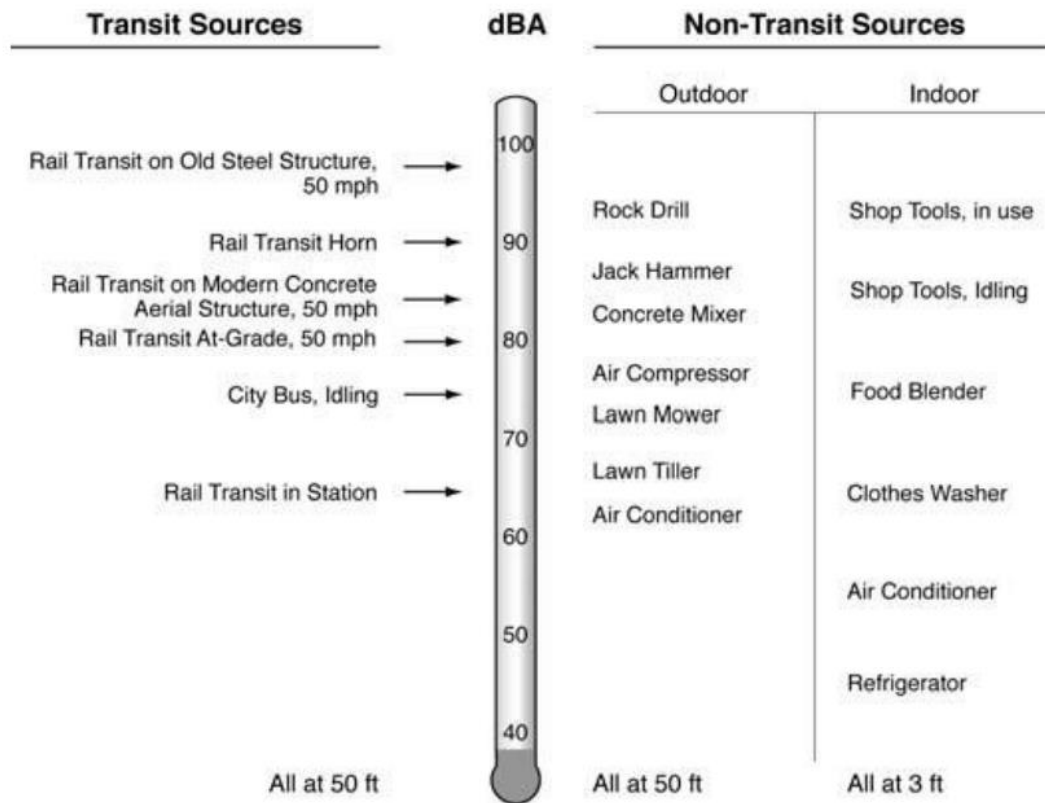 Transit Sources
dBA
Non-Transit Sources
Outdoor
Indoor
100
Rail Transit on Old Steel Structure,
50 mph
Rock Drill
Shop Tools, in use
Rail Transit Horn
90
Jack Hammer
Rail Transit on Modern Concrete
Aerial Structure, 50 mph
Shop Tools, Idling
Concrete Mixer
Rail Transit At-Grade, 50 mph
80
Air Compressor
City Bus, Idling
Food Blender
Lawn Mower
70
Lawn Tiller
Rail Transit in Station
Clothes Washer
Air Conditioner
60
Air Conditioner
50
Refrigerator
40
All at 50 ft
All at 50 ft
All at 3 ft